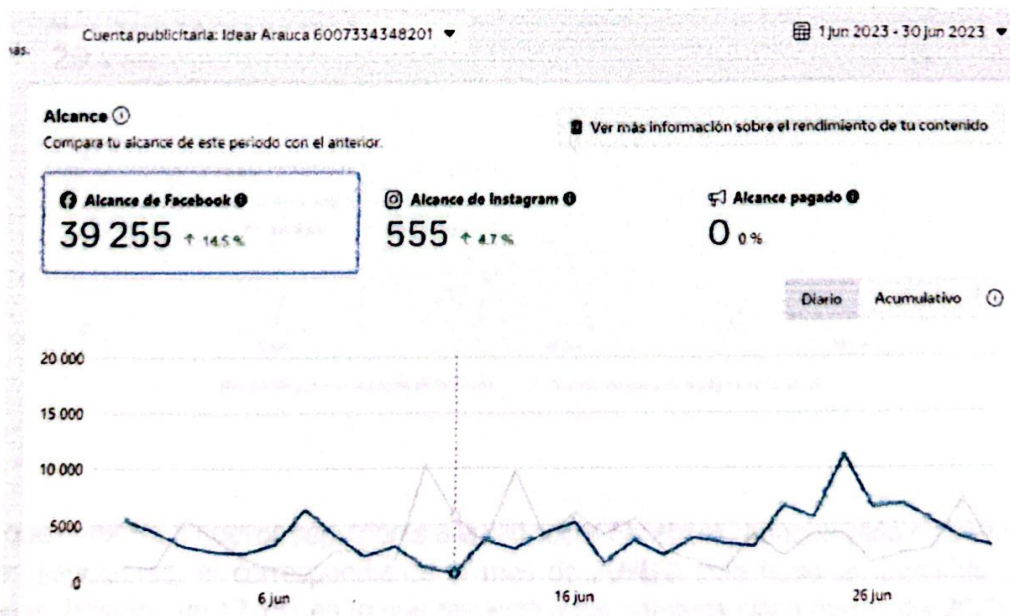 Cuenta publicitaria: Idear Arauca 6007334348201
1 jun 2023 - 30 jun 2023
ás.
Alcance
Compara tu alcance de este periodo con el anterior.
Ver más información sobre el rendimiento de tu contenido
Alcance de Facebook
39 255 ↑ 14.5 %
Alcance de Instagram
555 ↑ 4.7 %
Alcance pagado
0 0 %
Diario Acumulativo
20 000
15 000
10 000
5000
0
6 jun 16 jun 26 jun